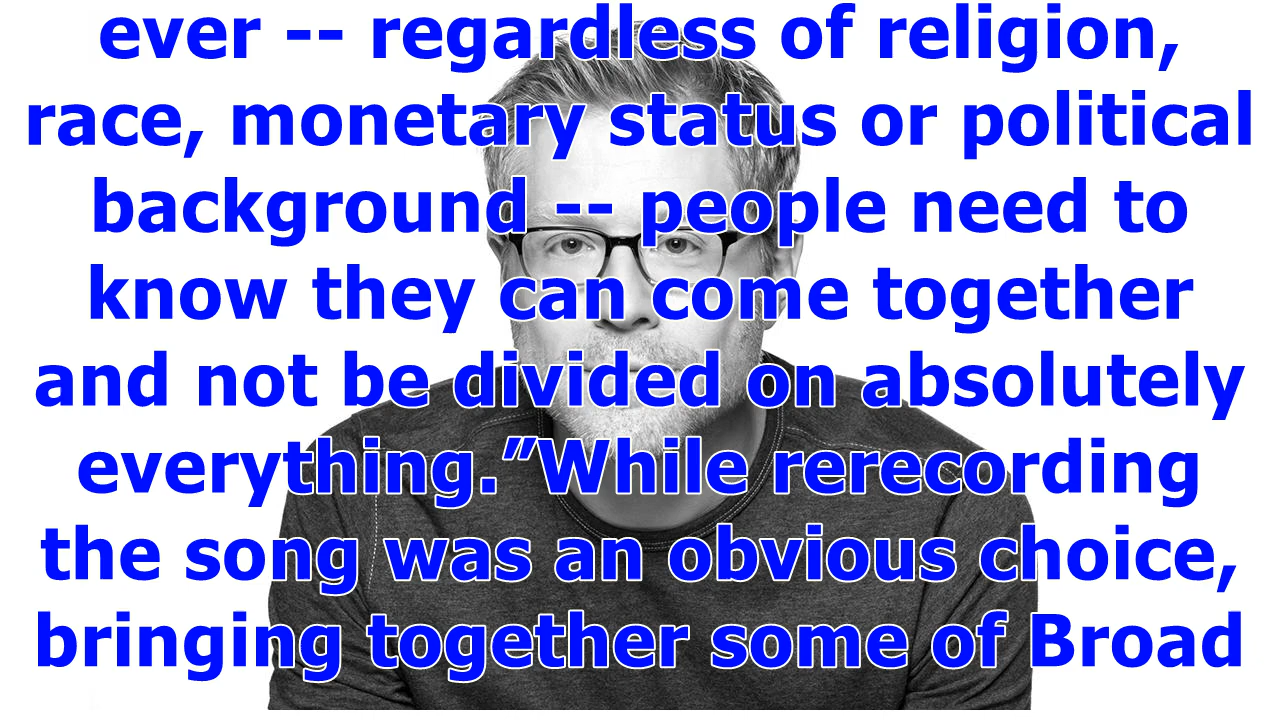 ever -- regardless of religion,
race, monetary status or political
background -- people need to
know they can come together
and not be divided on absolutely
everything.”While rerecording
the song was an obvious choice,
bringing together some of Broad